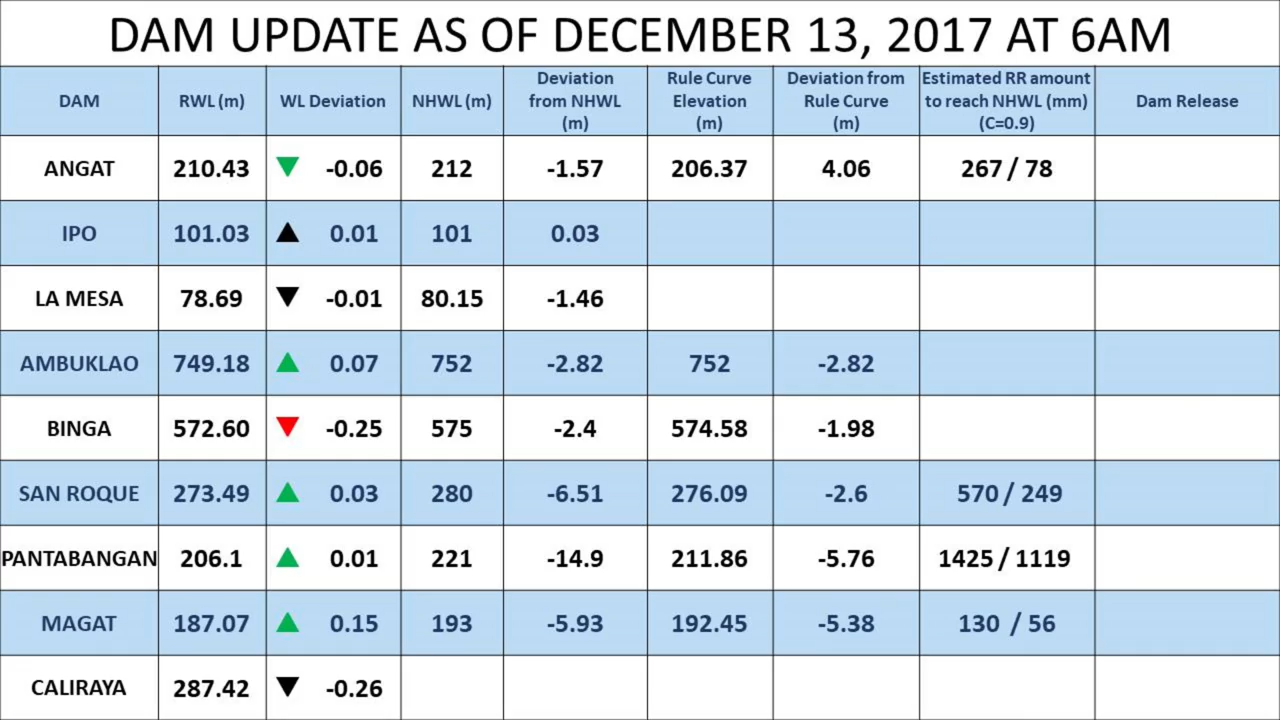 DAM UPDATE AS OF DECEMBER 13, 2017 AT 6AM
DAM RWL (m) WL Deviation NHWL (m) Deviation from NHWL (m) Rule Curve Elevation (m) Deviation from Rule Curve (m) Estimated RR amount to reach NHWL (mm) (C=0.9) Dam Release
ANGAT 210.43 ▼ -0.06 212 -1.57 206.37 4.06 267 / 78
IPO 101.03 ▲ 0.01 101 0.03
LA MESA 78.69 ▼ -0.01 80.15 -1.46
AMBUKLAO 749.18 ▲ 0.07 752 -2.82 752 -2.82
BINGA 572.60 ▼ -0.25 575 -2.4 574.58 -1.98
SAN ROQUE 273.49 ▲ 0.03 280 -6.51 276.09 -2.6 570 / 249
PANTABANGAN 206.1 ▲ 0.01 221 -14.9 211.86 -5.76 1425 / 1119
MAGAT 187.07 ▲ 0.15 193 -5.93 192.45 -5.38 130 / 56
CALIRAYA 287.42 ▼ -0.26